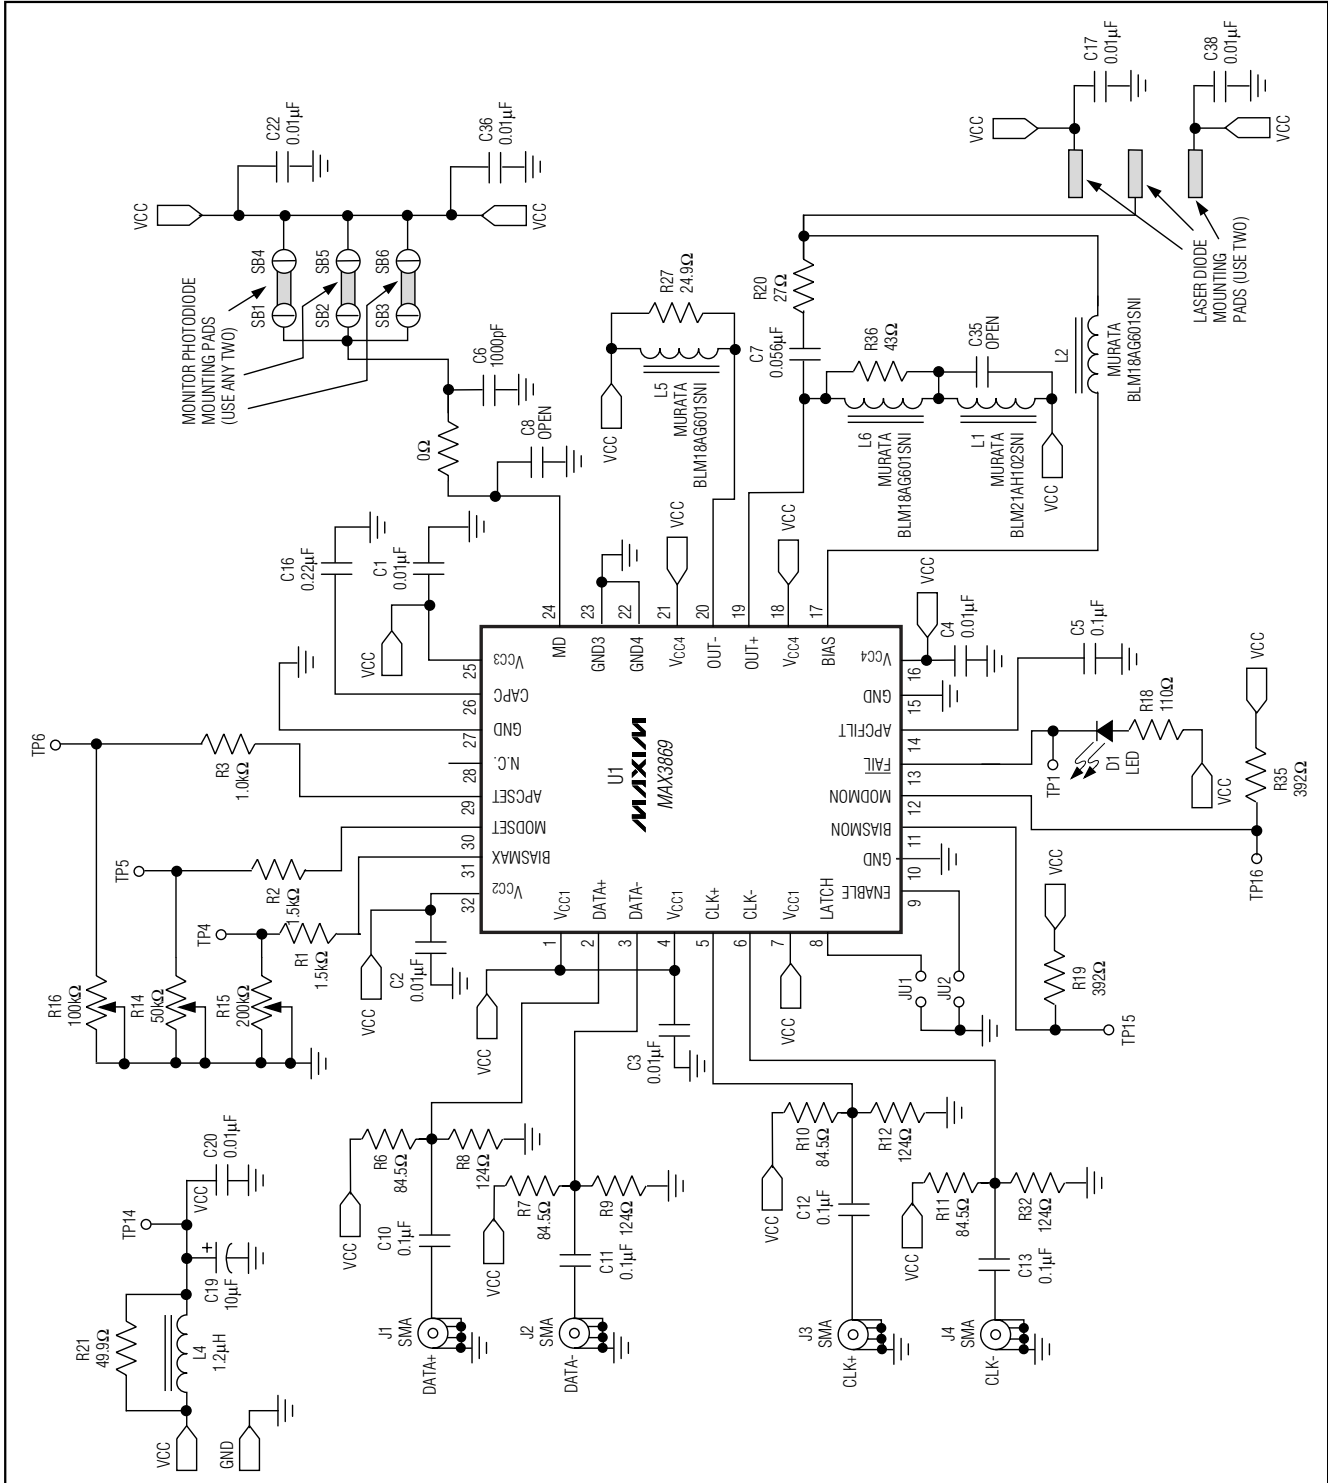 C17
0.01µF
C38
0.01µF
VCC
VCC
LASER DIODE
MOUNTING
PADS (USE TWO)
C22
0.01µF
C36
0.01µF
VCC
VCC
SB4
SB5
SB6
SB1
SB2
SB3
MONITOR PHOTODIODE
MOUNTING PADS
(USE ANY TWO)
C6
1000pF
0Ω
C8
OPEN
R27
24.9Ω
L5
MURATA
BLM18AG601SNI
VCC
R20
27Ω
C7
0.056µF
R36
43Ω
C35
OPEN
L6
MURATA
BLM18AG601SNI
L1
MURATA
BLM21AH102SNI
VCC
L2
MURATA
BLM18AG601SNI
C16
0.22µF
C1
0.01µF
VCC
VCC
VCC
24
23
22
21
20
19
18
17
MD
GND3
GND4
VCC4
OUT-
OUT+
VCC4
BIAS
25
26
27
28
29
30
31
32
VCC3
CAPC
GND
N.C.
APCSET
MODSET
BIASMAX
VCC2
U1
MAXIM
MAX3869
VCC4
GND
APCFILT
FAIL
MODMON
BIASMON
GND
ENABLE
16
15
14
13
12
11
10
9
VCC1
DATA+
DATA-
VCC1
CLK+
CLK-
VCC1
LATCH
1
2
3
4
5
6
7
8
VCC
C4
0.01µF
C5
0.1µF
TP1
D1
LED
R18
110Ω
VCC
VCC
R35
392Ω
TP16
VCC
R19
392Ω
TP15
JU1
JU2
TP6
R3
1.0kΩ
TP5
R2
1.5kΩ
TP4
R1
1.5kΩ
R16
100kΩ
R14
50kΩ
R15
200kΩ
VCC
C2
0.01µF
VCC
C3
0.01µF
VCC
VCC
R6
84.5Ω
R8
124Ω
C10
0.1µF
J1
SMA
DATA+
VCC
R7
84.5Ω
R9
124Ω
C11
0.1µF
J2
SMA
DATA-
VCC
R10
84.5Ω
R12
124Ω
C12
0.1µF
J3
SMA
CLK+
VCC
R11
84.5Ω
R32
124Ω
C13
0.1µF
J4
SMA
CLK-
TP14
VCC
C20
0.01µF
C19
10µF
+
R21
49.9Ω
L4
1.2µH
VCC
GND